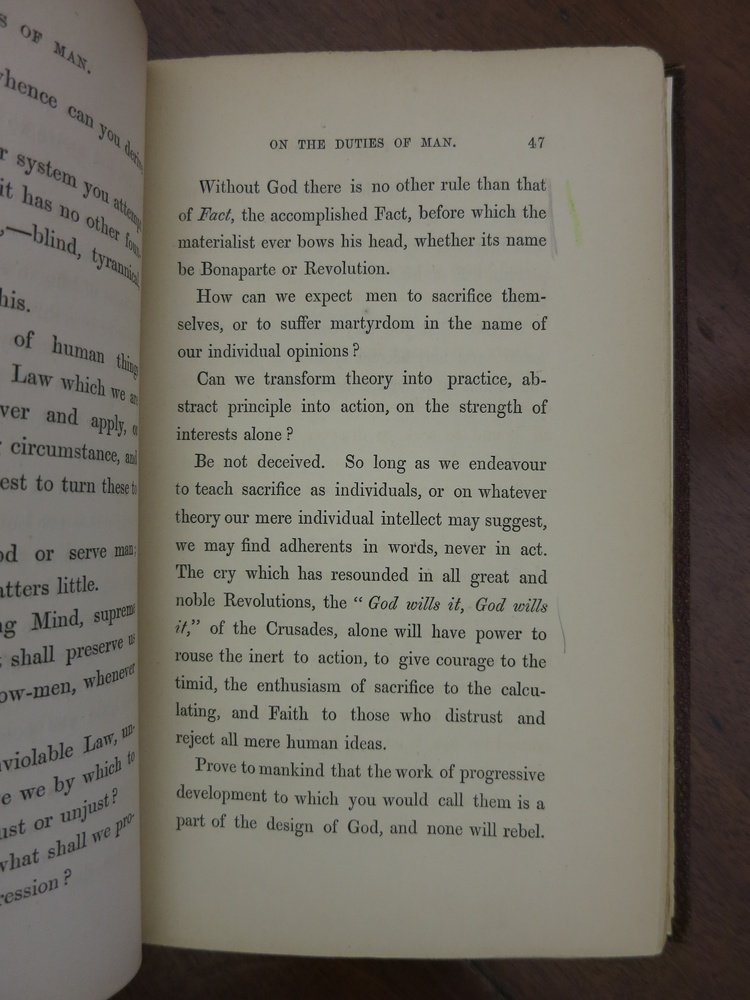 S OF MAN.
whence can you
r system you
it has no other
,—blind, tyrannical,
his.
of human things
Law which we are
ver and apply, or
circumstance, and
est to turn these to
od or serve man;
atters little.
ng Mind, supreme
shall preserve us
ow-men, whenever
nviolable Law, un-
e we by which to
ust or unjust?
what shall we pro-
ression?
ON THE DUTIES OF MAN. 47
Without God there is no other rule than that
of Fact, the accomplished Fact, before which the
materialist ever bows his head, whether its name
be Bonaparte or Revolution.
How can we expect men to sacrifice them-
selves, or to suffer martyrdom in the name of
our individual opinions?
Can we transform theory into practice, ab-
stract principle into action, on the strength of
interests alone?
Be not deceived. So long as we endeavour
to teach sacrifice as individuals, or on whatever
theory our mere individual intellect may suggest,
we may find adherents in words, never in act.
The cry which has resounded in all great and
noble Revolutions, the "God wills it, God wills
it," of the Crusades, alone will have power to
rouse the inert to action, to give courage to the
timid, the enthusiasm of sacrifice to the calcu-
lating, and Faith to those who distrust and
reject all mere human ideas.
Prove to mankind that the work of progressive
development to which you would call them is a
part of the design of God, and none will rebel.